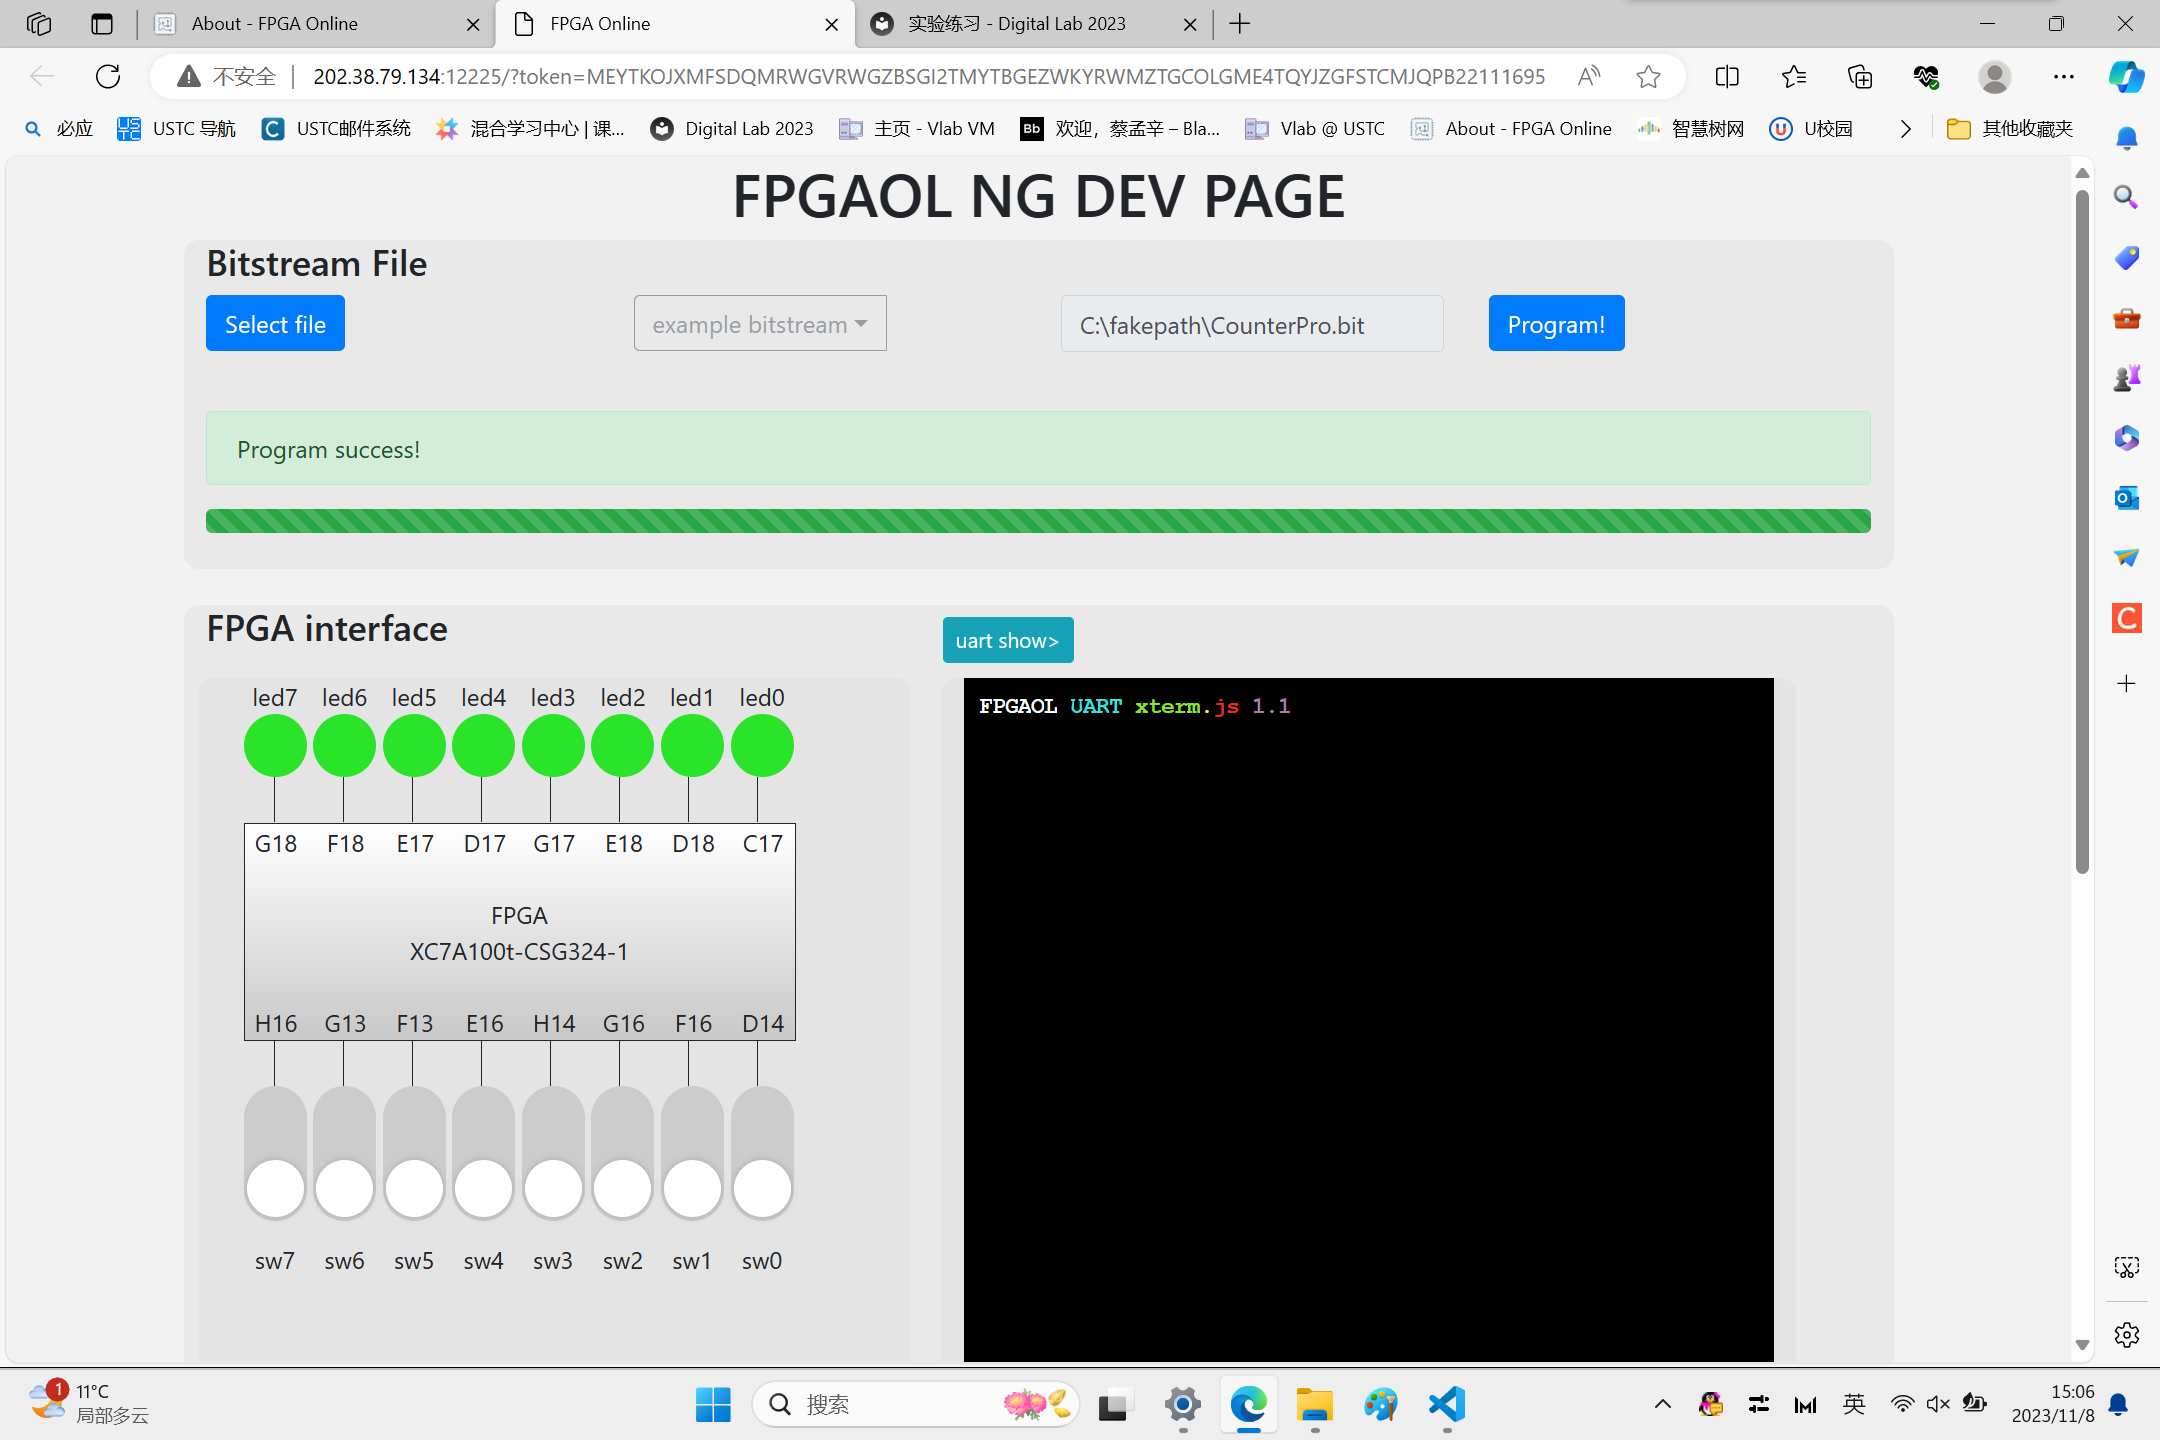 About - FPGA Online
FPGA Online
实验练习 - Digital Lab 2023
不安全
202.38.79.134:12225/?token=MEYTKOJXMFSDQMRWGVRWGZBSGI2TMYTBGEZWKYRWMZTGCOLGME4TQYJZGFSTCMJQPB22111695
必应
USTC 导航
USTC邮件系统
混合学习中心 | 课...
Digital Lab 2023
主页 - Vlab VM
Bb
欢迎，蔡孟辛 – Bla...
Vlab @ USTC
About - FPGA Online
智慧树网
U校园
其他收藏夹
FPGAOL NG DEV PAGE
Bitstream File
Select file
example bitstream
C:\fakepath\CounterPro.bit
Program!
Program success!
FPGA interface
uart show>
led7 led6 led5 led4 led3 led2 led1 led0
FPGAOL UART xterm.js 1.1
G18 F18 E17 D17 G17 E18 D18 C17
FPGA
XC7A100t-CSG324-1
H16 G13 F13 E16 H14 G16 F16 D14
sw7 sw6 sw5 sw4 sw3 sw2 sw1 sw0
1
11°C
局部多云
搜索
英
15:06
2023/11/8